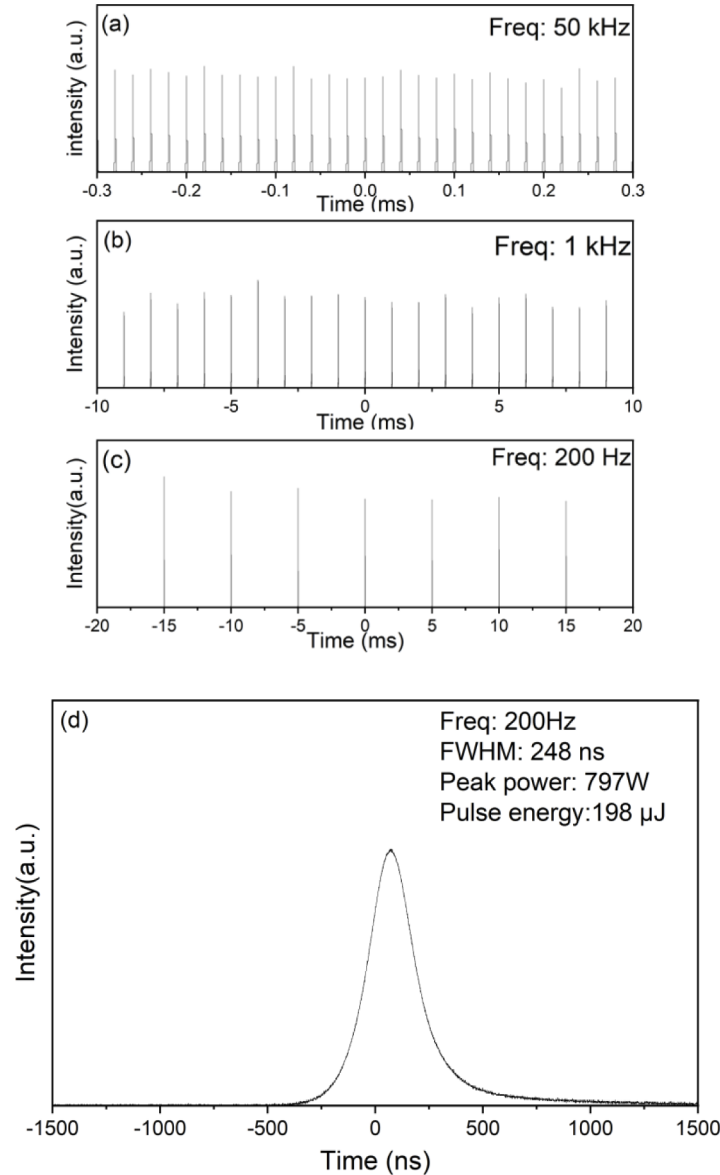 (a)
Freq: 50 kHz
intensity (a.u.)
-0.3 -0.2 -0.1 0.0 0.1 0.2 0.3
Time (ms)
(b)
Freq: 1 kHz
Intensity (a.u.)
-10 -5 0 5 10
Time (ms)
(c)
Freq: 200 Hz
Intensity(a.u.)
-20 -15 -10 -5 0 5 10 15 20
Time (ms)
(d)
Freq: 200Hz
FWHM: 248 ns
Peak power: 797W
Pulse energy:198 µJ
Intensity(a.u.)
-1500 -1000 -500 0 500 1000 1500
Time (ns)